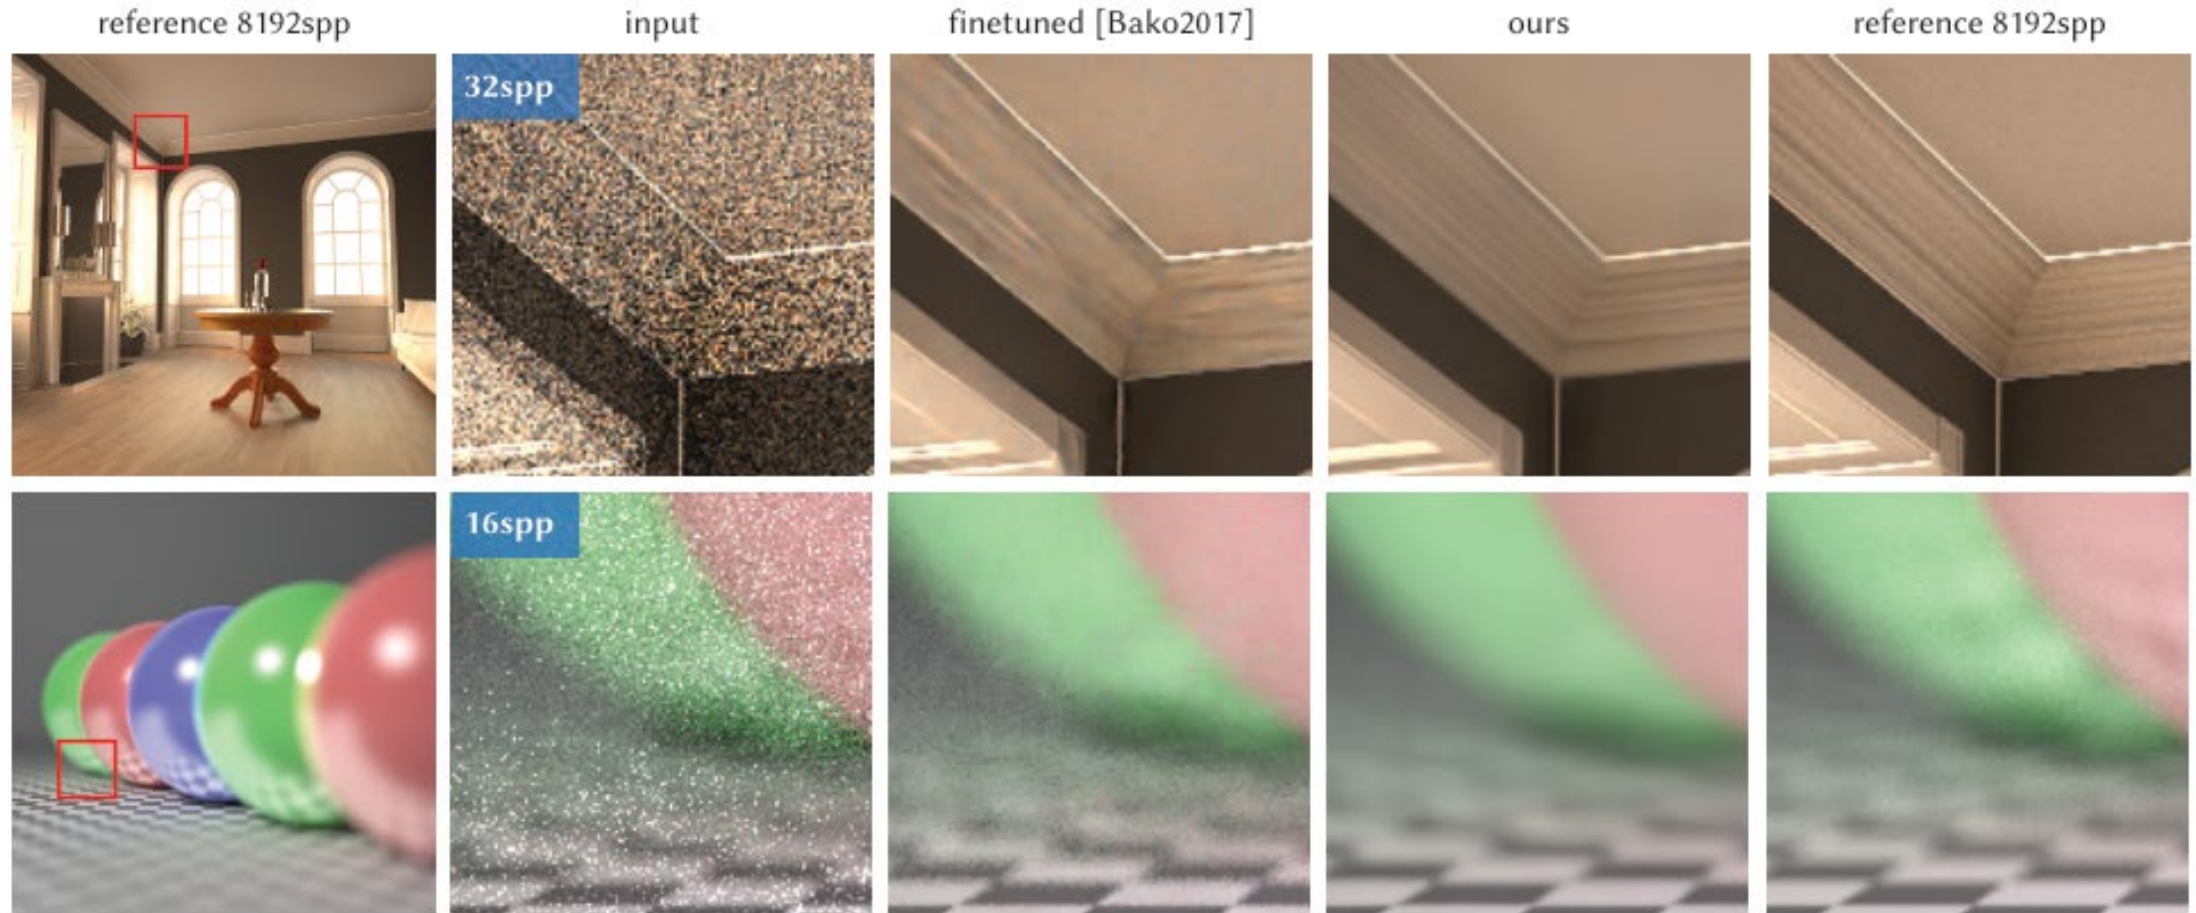 reference 8192spp
input
finetuned [Bako2017]
ours
reference 8192spp
32spp
16spp